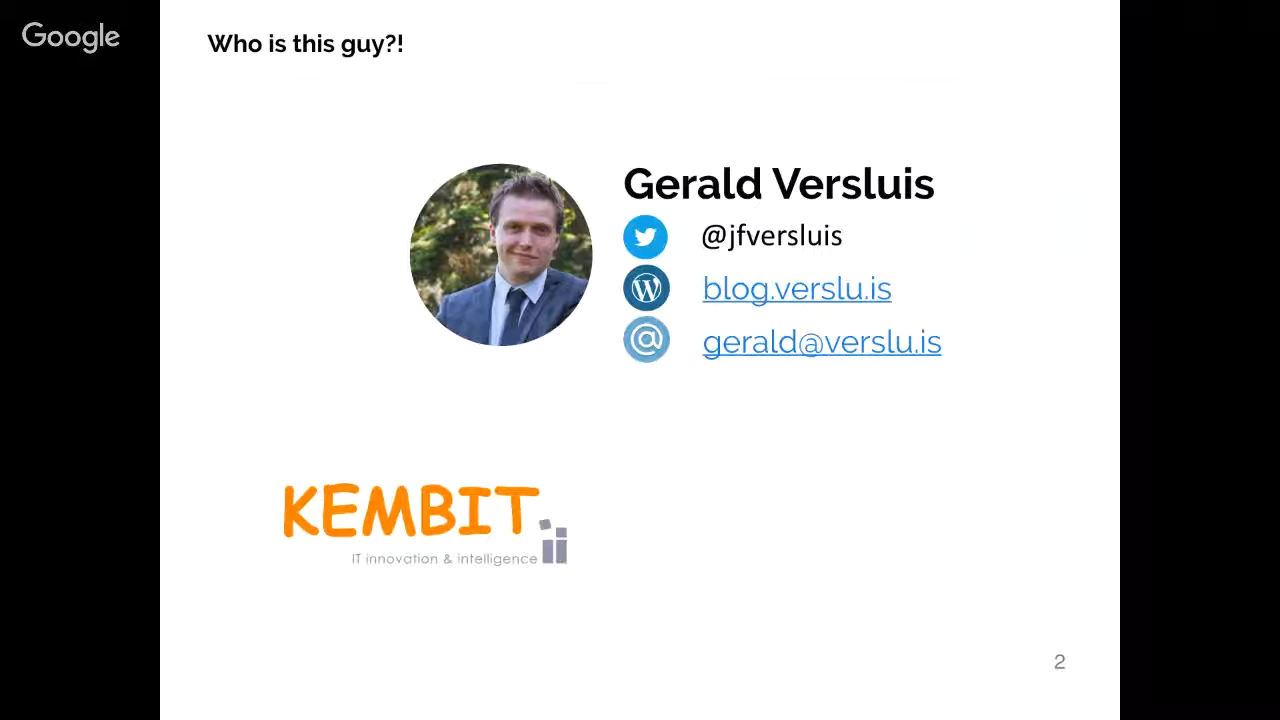 Google
Who is this guy?!
Gerald Versluis
@jfversluis
blog.verslu.is
gerald@verslu.is
KEMBIT
IT innovation & intelligence
2